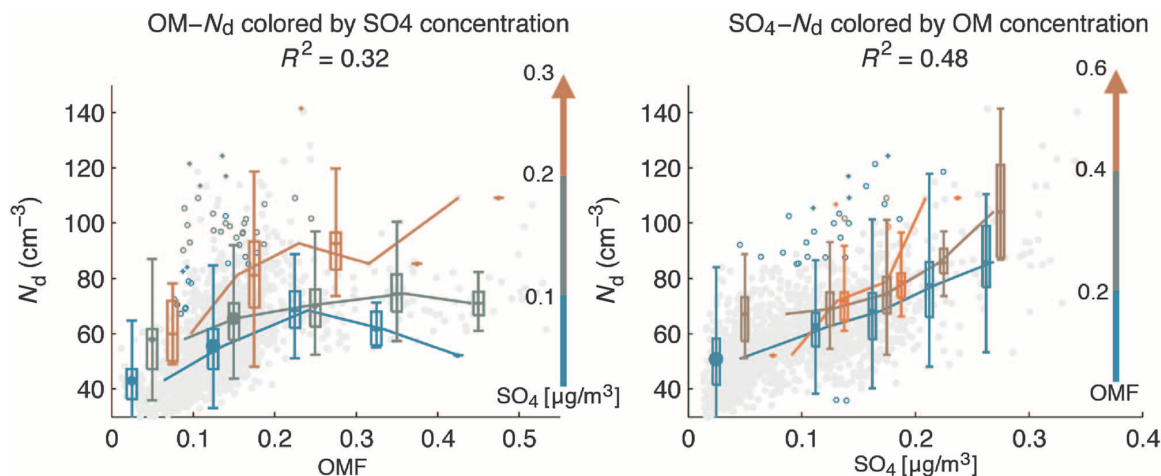 OM–Nd colored by SO4 concentration
R² = 0.32
SO4–Nd colored by OM concentration
R² = 0.48
0.3
0.2
0.1
SO4 [µg/m³]
Nd (cm⁻³)
140
120
100
80
60
40
0
0.1
0.2
0.3
0.4
0.5
OMF
0.6
0.4
0.2
OMF
Nd (cm⁻³)
140
120
100
80
60
40
0
0.1
0.2
0.3
0.4
SO4 [µg/m³]